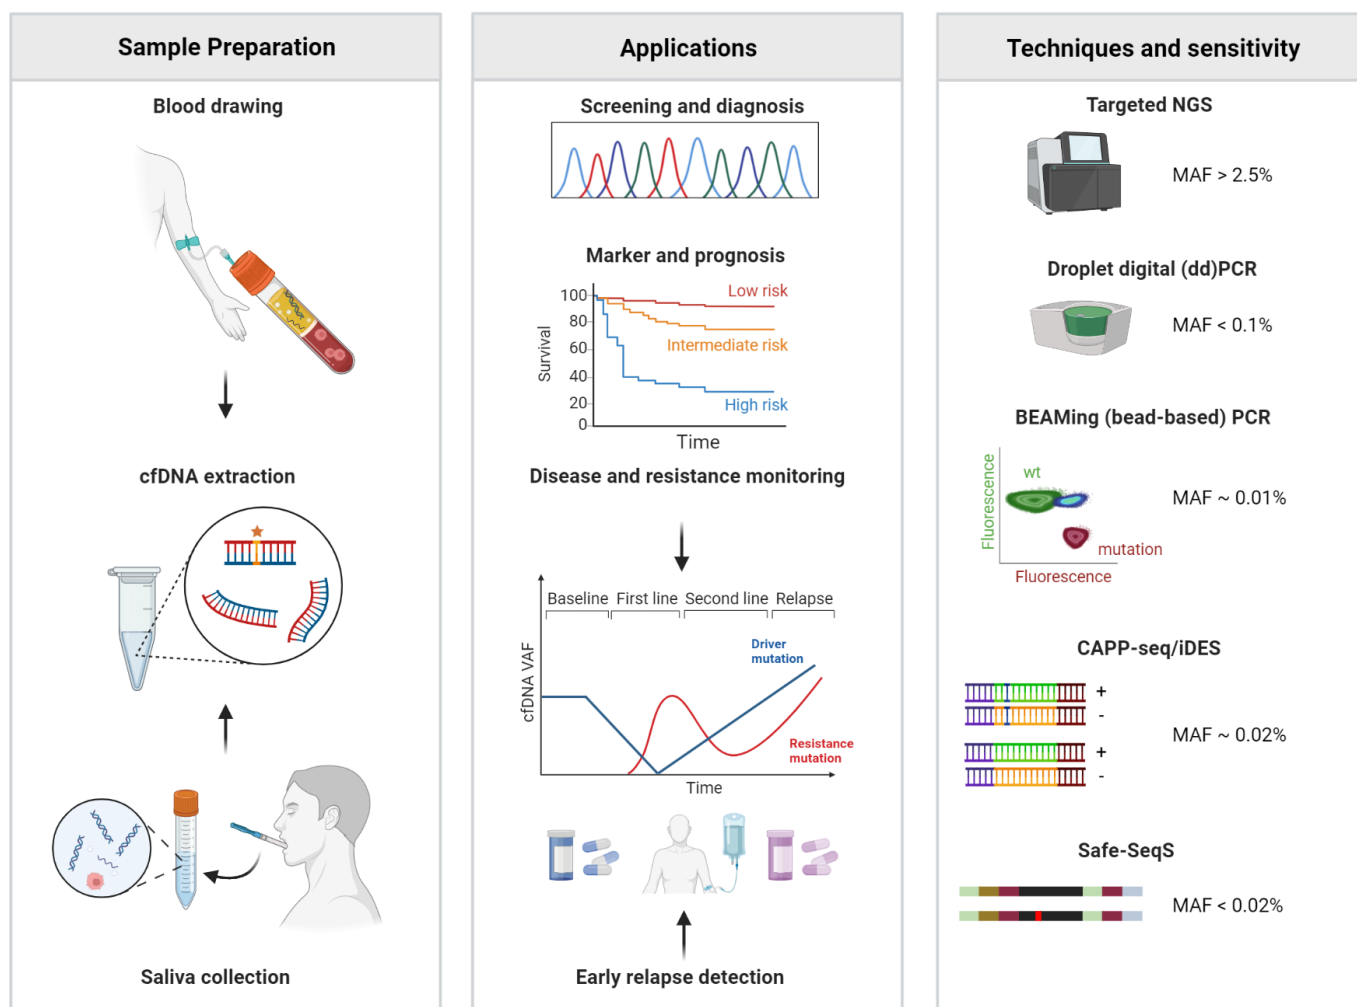 Sample Preparation
Blood drawing
cfDNA extraction
Saliva collection
Applications
Screening and diagnosis
Marker and prognosis
Survival
100
80
60
40
20
0
Low risk
Intermediate risk
High risk
Time
Disease and resistance monitoring
Baseline
First line
Second line
Relapse
cfDNA VAF
Driver
mutation
Resistance
mutation
Time
Early relapse detection
Techniques and sensitivity
Targeted NGS
MAF > 2.5%
Droplet digital (dd)PCR
MAF < 0.1%
BEAMing (bead-based) PCR
Fluorescence
wt
mutation
Fluorescence
MAF ~ 0.01%
CAPP-seq/iDES
+
-
+
-
MAF ~ 0.02%
Safe-SeqS
MAF < 0.02%